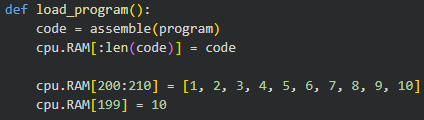 def load_program():
    code = assemble(program)
    cpu.RAM[:len(code)] = code

    cpu.RAM[200:210] = [1, 2, 3, 4, 5, 6, 7, 8, 9, 10]
    cpu.RAM[199] = 10